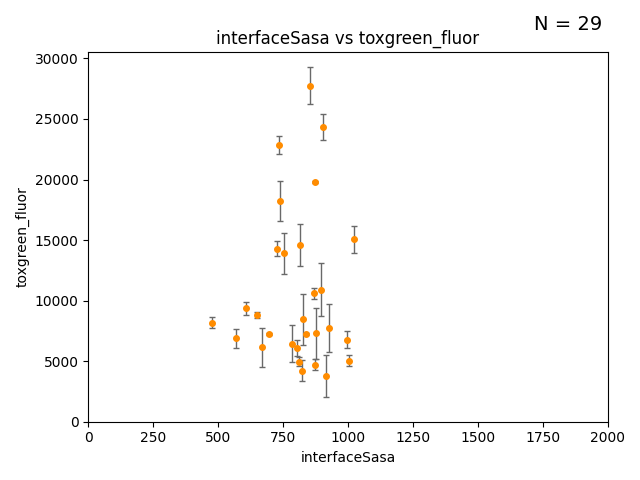 N = 29
interfaceSasa vs toxgreen_fluor
30000
25000
20000
15000
10000
5000
0
toxgreen_fluor
0 250 500 750 1000 1250 1500 1750 2000
interfaceSasa